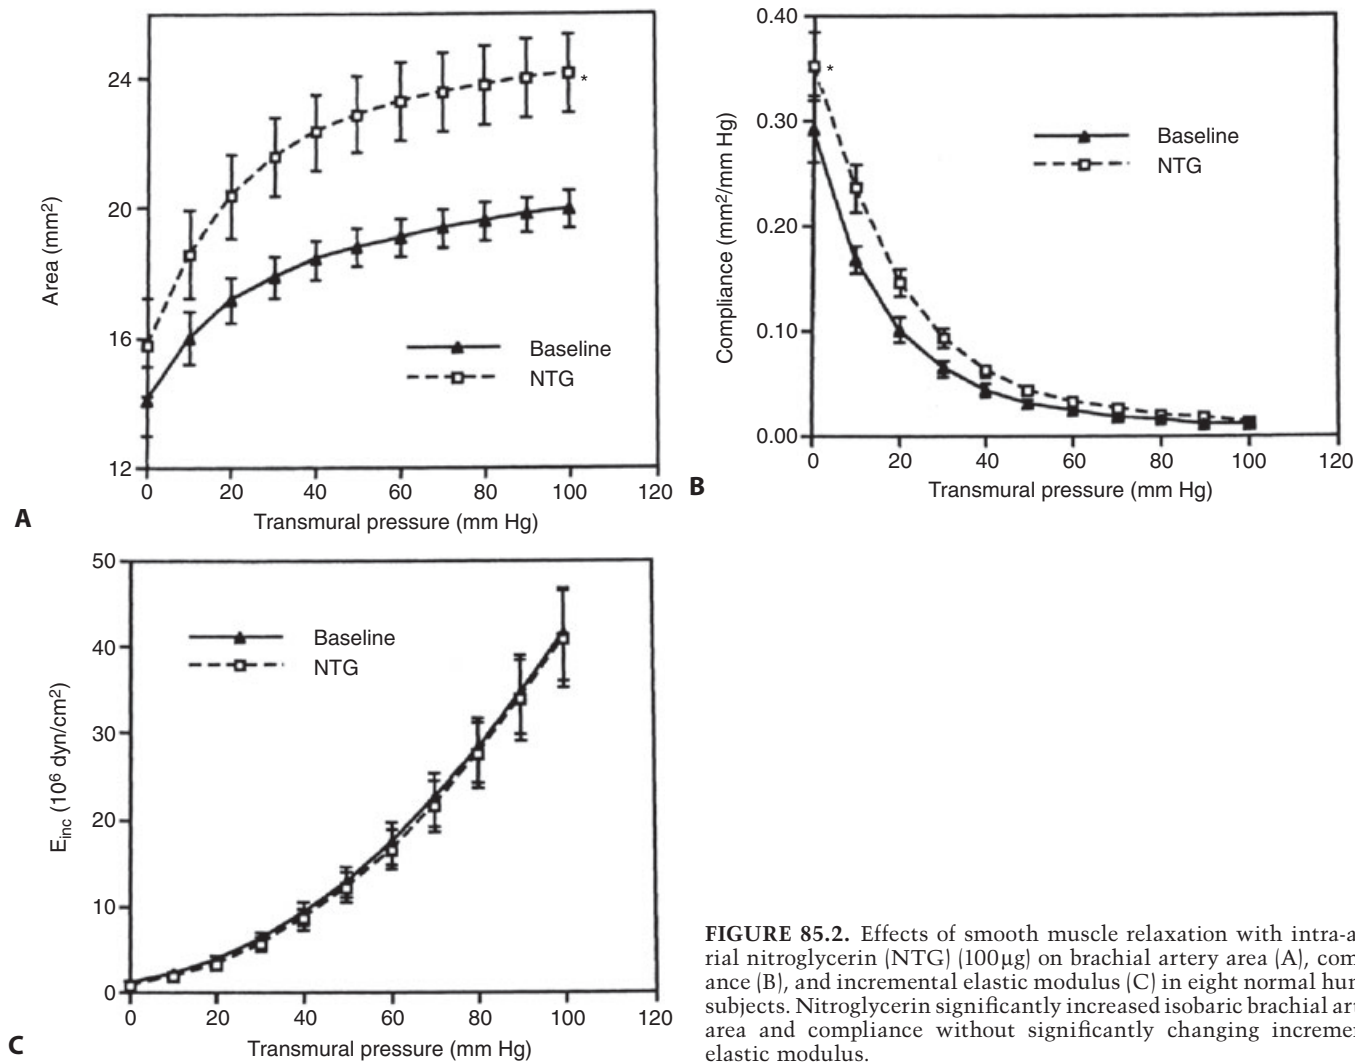 24
20
16
12
Area (mm²)
*
Baseline
NTG
0 20 40 60 80 100 120
Transmural pressure (mm Hg)
A
0.40
0.30
0.20
0.10
0.00
Compliance (mm²/mm Hg)
*
Baseline
NTG
0 20 40 60 80 100 120
Transmural pressure (mm Hg)
B
50
40
30
20
10
0
E_inc (10⁶ dyn/cm²)
Baseline
NTG
0 20 40 60 80 100 120
Transmural pressure (mm Hg)
C
FIGURE 85.2. Effects of smooth muscle relaxation with intra-a
rial nitroglycerin (NTG) (100µg) on brachial artery area (A), com
ance (B), and incremental elastic modulus (C) in eight normal hum
subjects. Nitroglycerin significantly increased isobaric brachial art
area and compliance without significantly changing increme
elastic modulus.